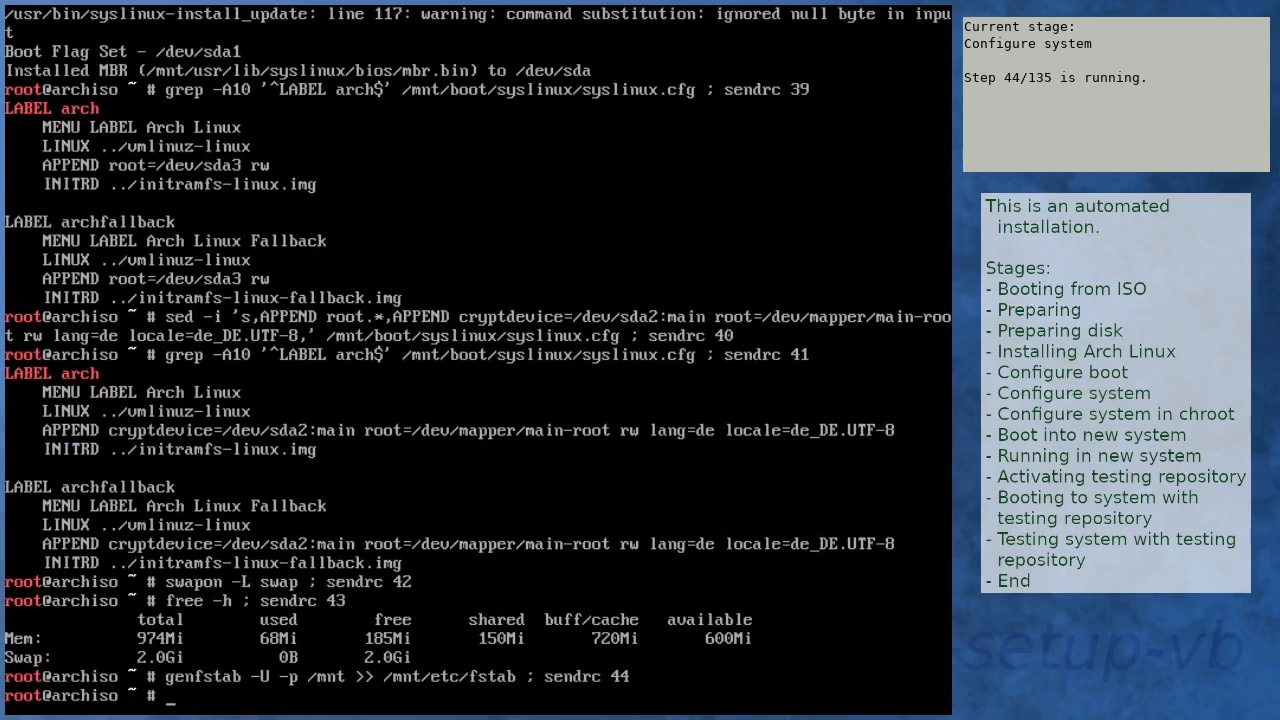 /usr/bin/syslinux-install_update: line 117: warning: command substitution: ignored null byte in inpu
t
Boot Flag Set - /dev/sda1
Installed MBR (/mnt/usr/lib/syslinux/bios/mbr.bin) to /dev/sda
root@archiso ~ # grep -A10 '^LABEL arch$' /mnt/boot/syslinux/syslinux.cfg ; sendrc 39
LABEL arch
    MENU LABEL Arch Linux
    LINUX ../vmlinuz-linux
    APPEND root=/dev/sda3 rw
    INITRD ../initramfs-linux.img

LABEL archfallback
    MENU LABEL Arch Linux Fallback
    LINUX ../vmlinuz-linux
    APPEND root=/dev/sda3 rw
    INITRD ../initramfs-linux-fallback.img
root@archiso ~ # sed -i 's,APPEND root.*,APPEND cryptdevice=/dev/sda2:main root=/dev/mapper/main-roo
t rw lang=de locale=de_DE.UTF-8,' /mnt/boot/syslinux/syslinux.cfg ; sendrc 40
root@archiso ~ # grep -A10 '^LABEL arch$' /mnt/boot/syslinux/syslinux.cfg ; sendrc 41
LABEL arch
    MENU LABEL Arch Linux
    LINUX ../vmlinuz-linux
    APPEND cryptdevice=/dev/sda2:main root=/dev/mapper/main-root rw lang=de locale=de_DE.UTF-8
    INITRD ../initramfs-linux.img

LABEL archfallback
    MENU LABEL Arch Linux Fallback
    LINUX ../vmlinuz-linux
    APPEND cryptdevice=/dev/sda2:main root=/dev/mapper/main-root rw lang=de locale=de_DE.UTF-8
    INITRD ../initramfs-linux-fallback.img
root@archiso ~ # swapon -L swap ; sendrc 42
root@archiso ~ # free -h ; sendrc 43
              total        used        free      shared  buff/cache   available
Mem:          974Mi        68Mi       185Mi       150Mi       720Mi       600Mi
Swap:         2.0Gi          0B       2.0Gi
root@archiso ~ # genfstab -U -p /mnt >> /mnt/etc/fstab ; sendrc 44
root@archiso ~ # _
Current stage:
Configure system

Step 44/135 is running.
This is an automated
installation.

Stages:
- Booting from ISO
- Preparing
- Preparing disk
- Installing Arch Linux
- Configure boot
- Configure system
- Configure system in chroot
- Boot into new system
- Running in new system
- Activating testing repository
- Booting to system with
testing repository
- Testing system with testing
repository
- End
setup-vb